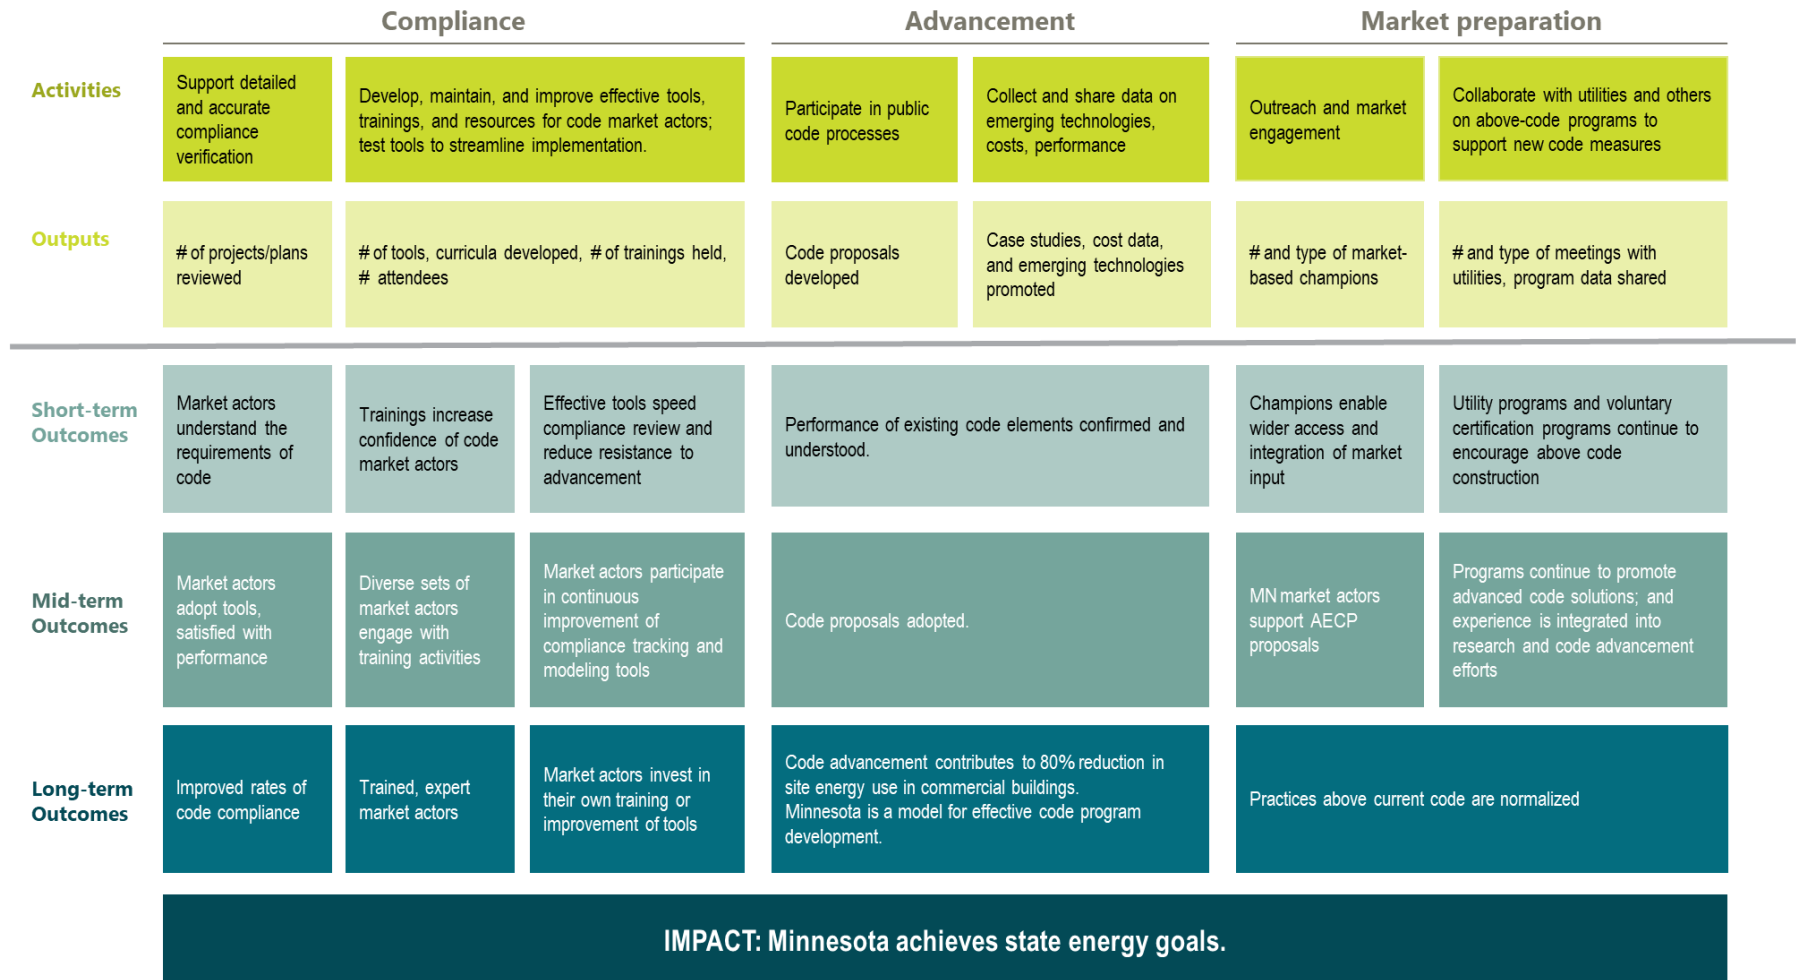 Compliance
Advancement
Market preparation
Activities
Support detailed
and accurate
compliance
verification
Develop, maintain, and improve effective tools,
trainings, and resources for code market actors;
test tools to streamline implementation.
Participate in public
code processes
Collect and share data on
emerging technologies,
costs, performance
Outreach and market
engagement
Collaborate with utilities and others
on above-code programs to
support new code measures
Outputs
# of projects/plans
reviewed
# of tools, curricula developed, # of trainings held,
# attendees
Code proposals
developed
Case studies, cost data,
and emerging technologies
promoted
# and type of market-
based champions
# and type of meetings with
utilities, program data shared
Short-term
Outcomes
Market actors
understand the
requirements of
code
Trainings increase
confidence of code
market actors
Effective tools speed
compliance review and
reduce resistance to
advancement
Performance of existing code elements confirmed and
understood.
Champions enable
wider access and
integration of market
input
Utility programs and voluntary
certification programs continue to
encourage above code
construction
Mid-term
Outcomes
Market actors
adopt tools,
satisfied with
performance
Diverse sets of
market actors
engage with
training activities
Market actors participate
in continuous
improvement of
compliance tracking and
modeling tools
Code proposals adopted.
MN market actors
support AECP
proposals
Programs continue to promote
advanced code solutions; and
experience is integrated into
research and code advancement
efforts
Long-term
Outcomes
Improved rates of
code compliance
Trained, expert
market actors
Market actors invest in
their own training or
improvement of tools
Code advancement contributes to 80% reduction in
site energy use in commercial buildings.
Minnesota is a model for effective code program
development.
Practices above current code are normalized
IMPACT: Minnesota achieves state energy goals.